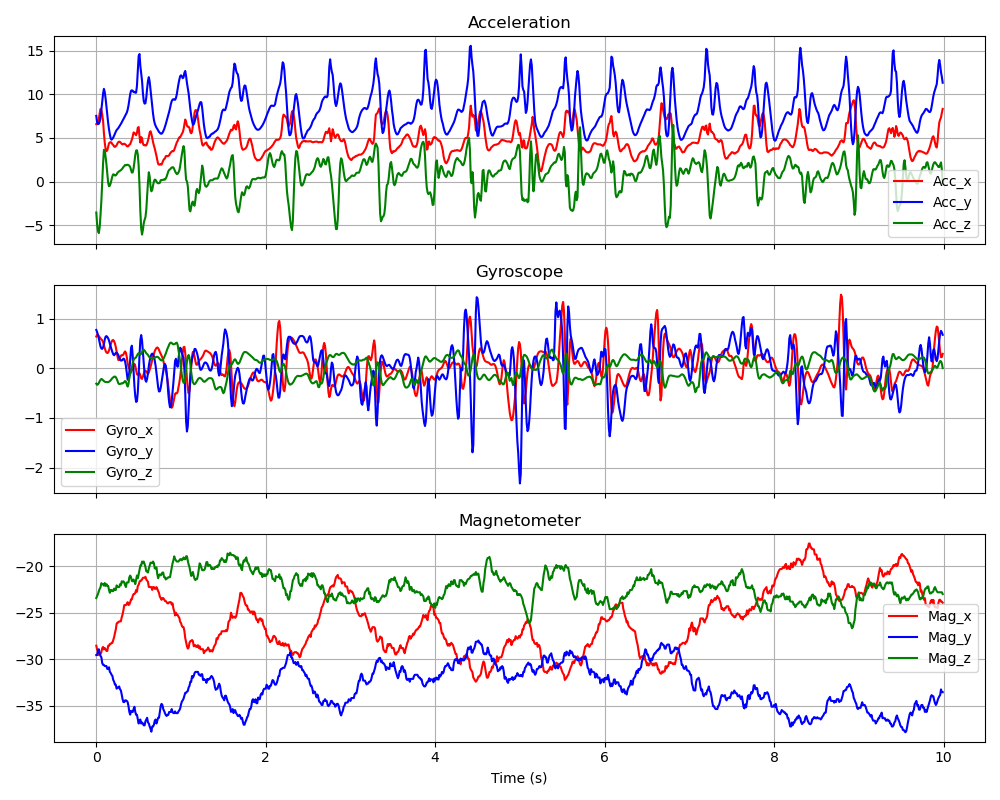 Acceleration
15
10
5
0
−5
Acc_x
Acc_y
Acc_z
Gyroscope
1
0
−1
−2
Gyro_x
Gyro_y
Gyro_z
Magnetometer
−20
−25
−30
−35
Mag_x
Mag_y
Mag_z
0 2 4 6 8 10
Time (s)